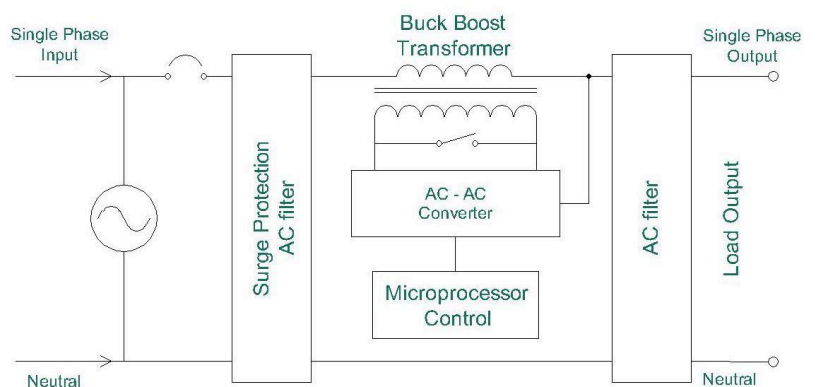 Single Phase
Input
Buck Boost
Transformer
Single Phase
Output
Surge Protection
AC filter
AC - AC
Converter
Microprocessor
Control
AC filter
Load Output
Neutral
Neutral